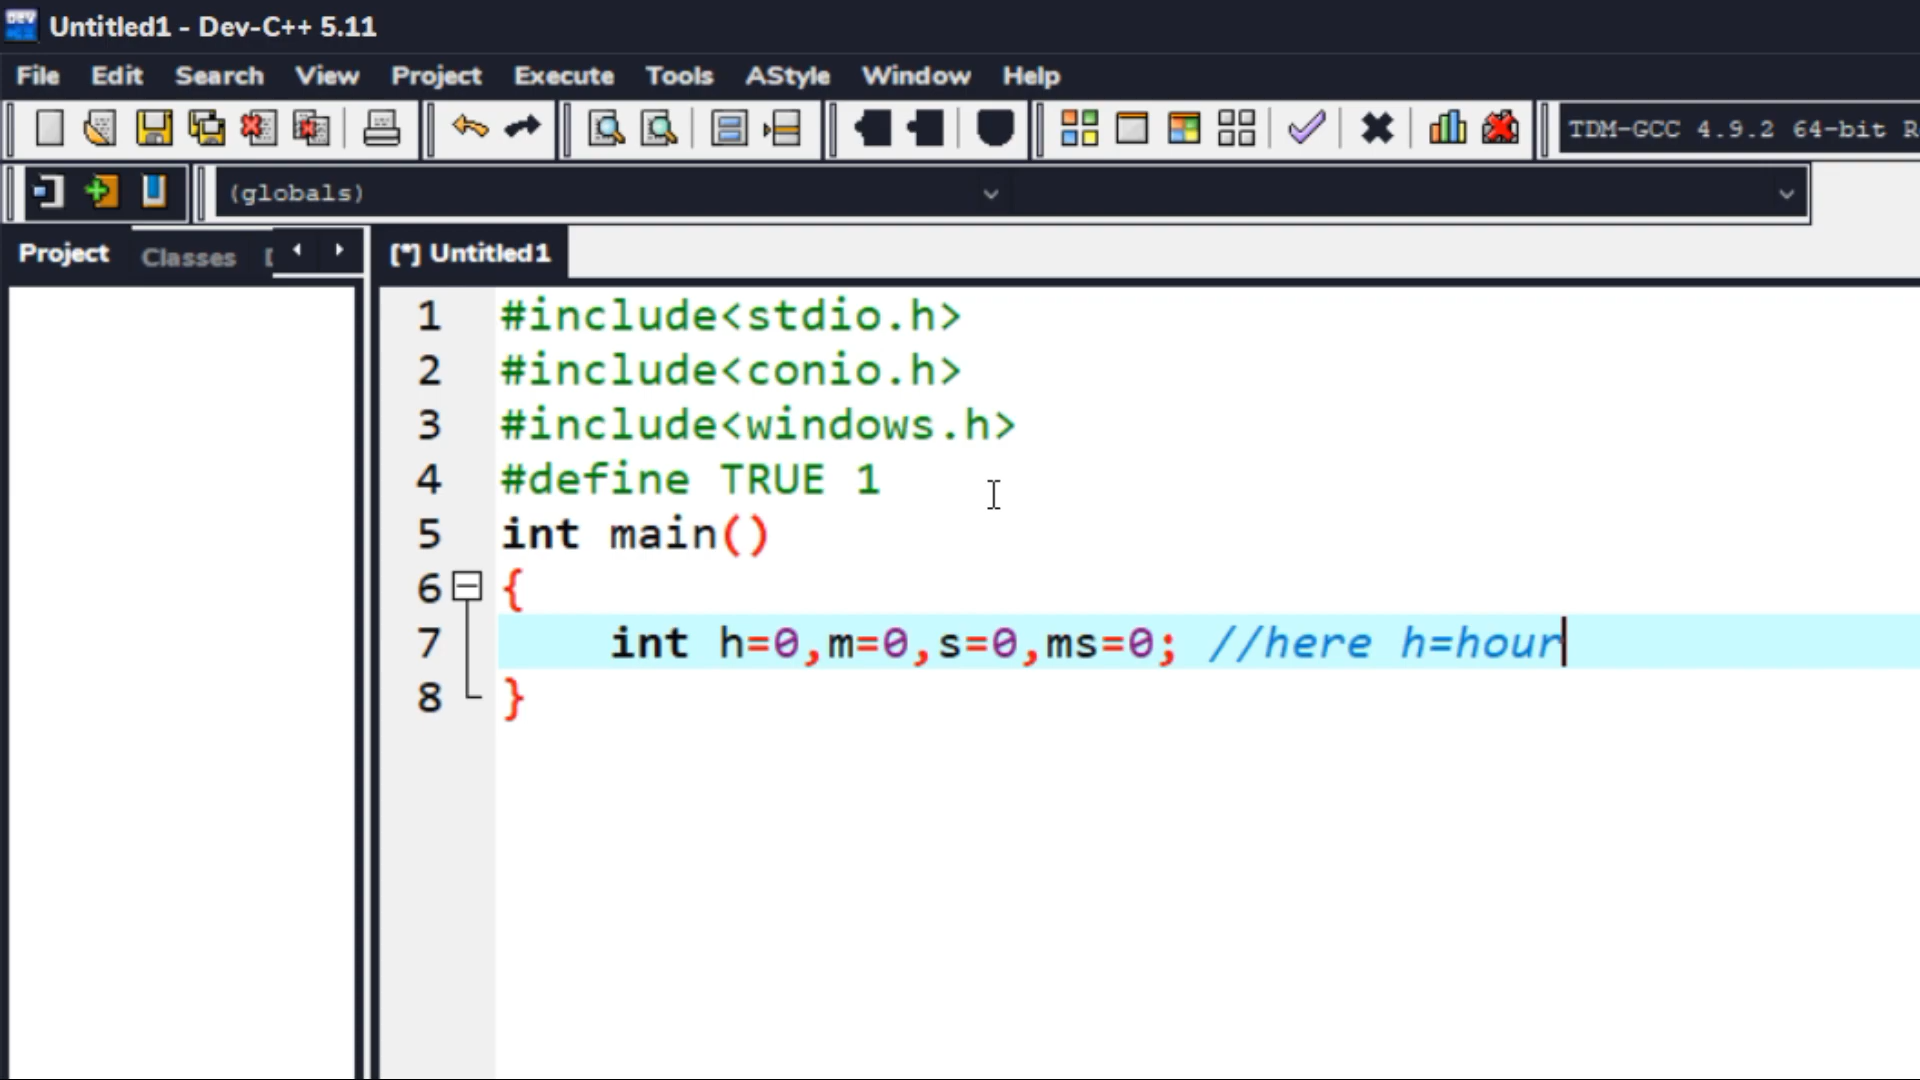 DEV
Untitled1 - Dev-C++ 5.11
File Edit Search View Project Execute Tools AStyle Window Help
TDM-GCC 4.9.2 64-bit R
(globals)
Project Classes
[*] Untitled1
1 #include<stdio.h>
2 #include<conio.h>
3 #include<windows.h>
4 #define TRUE 1
5 int main()
6 {
7 int h=0,m=0,s=0,ms=0; //here h=hour
8 }